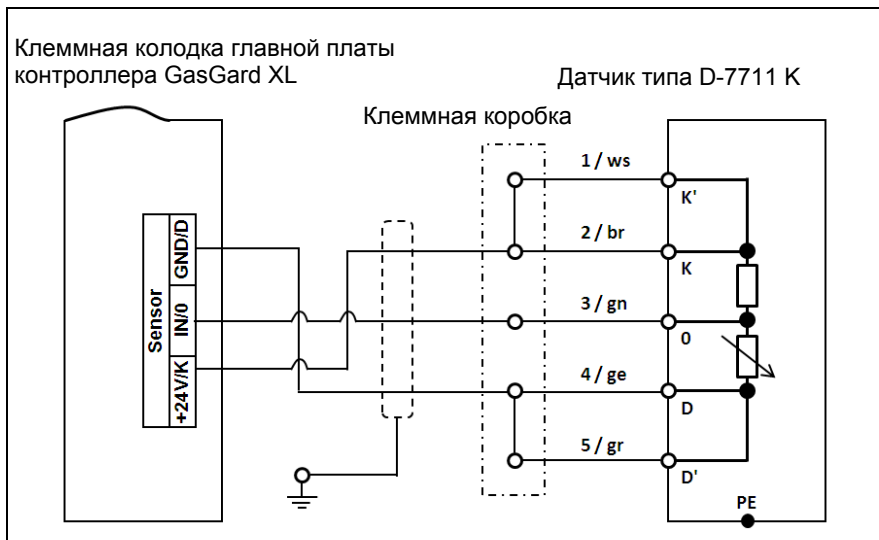 Клеммная колодка главной платы
контроллера GasGard XL
Датчик типа D-7711 K
Клеммная коробка
Sensor
GND/D
IN/0
+24V/K
1 / ws
2 / br
3 / gn
4 / ge
5 / gr
K'
K
0
D
D'
PE